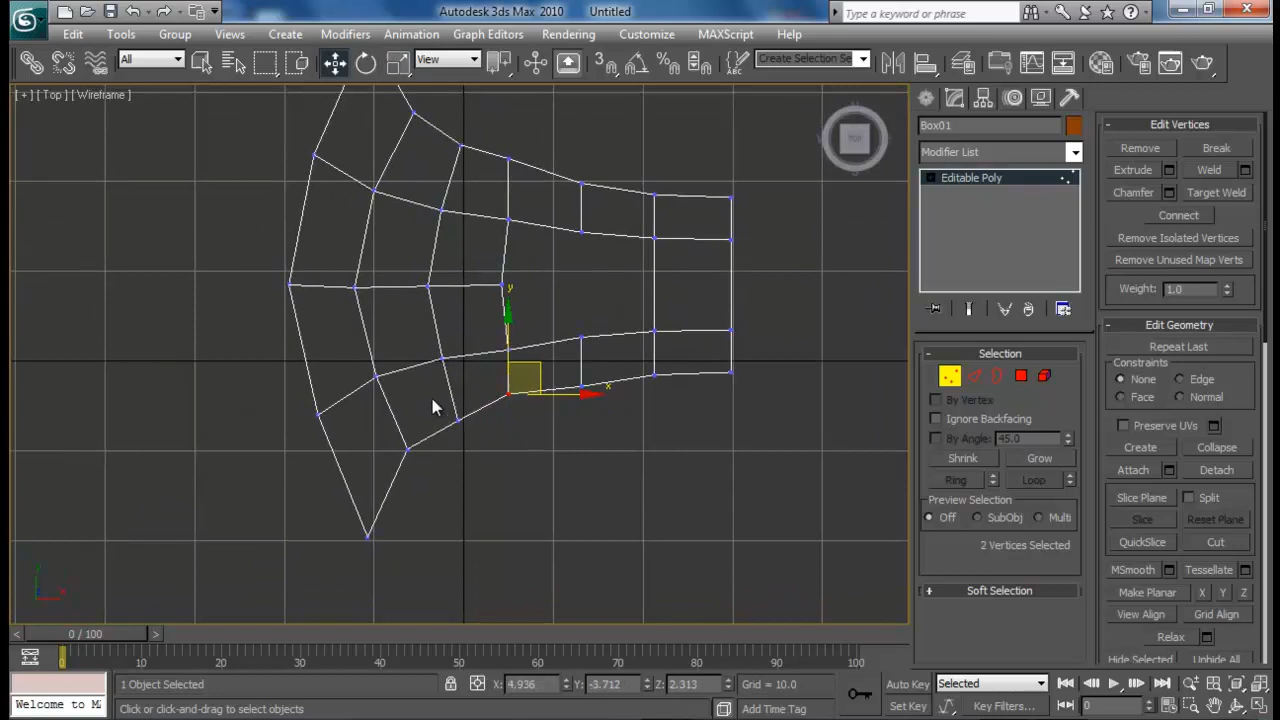 Autodesk 3ds Max 2010 Untitled
Type a keyword or phrase
Edit Tools Group Views Create Modifiers Animation Graph Editors Rendering Customize MAXScript Help
All View Create Selection Se
[ + ] [ Top ] [ Wireframe ]
TOP
y
x
Box01
Modifier List
Editable Poly
- Selection
By Vertex
Ignore Backfacing
By Angle: 45.0
Shrink Grow
Ring Loop
Preview Selection
Off SubObj Multi
2 Vertices Selected
+ Soft Selection
- Edit Vertices
Remove Break
Extrude Weld
Chamfer Target Weld
Connect
Remove Isolated Vertices
Remove Unused Map Verts
Weight: 1.0
- Edit Geometry
Repeat Last
Constraints
None Edge
Face Normal
Preserve UVs
Create Collapse
Attach Detach
Slice Plane Split
Slice Reset Plane
QuickSlice Cut
MSmooth Tessellate
Make Planar X Y Z
View Align Grid Align
Relax
Hide Selected Unhide All
< 0 / 100 >
0 10 20 30 40 50 60 70 80 90 100
1 Object Selected X: 4.936 Y: -3.712 Z: 2.313 Grid = 10.0 Auto Key Selected
Welcome to M Click or click-and-drag to select objects Add Time Tag Set Key Key Filters... 0